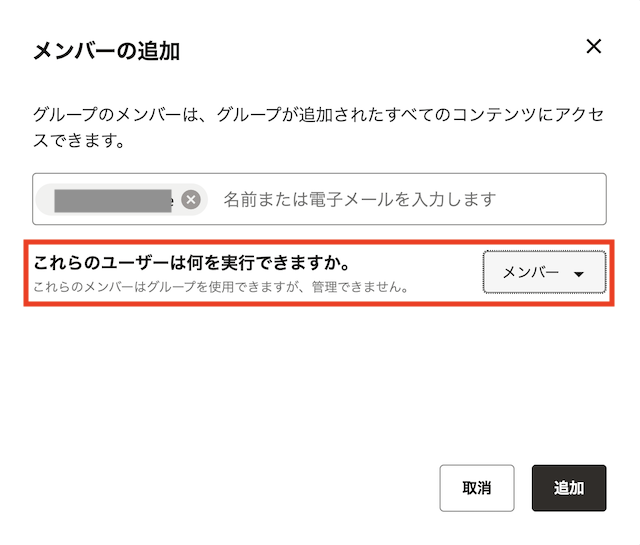 メンバーの追加
グループのメンバーは、グループが追加されたすべてのコンテンツにアクセ
スできます。
名前または電子メールを入力します
これらのユーザーは何を実行できますか。
メンバー
これらのメンバーはグループを使用できますが、管理できません。
取消
追加